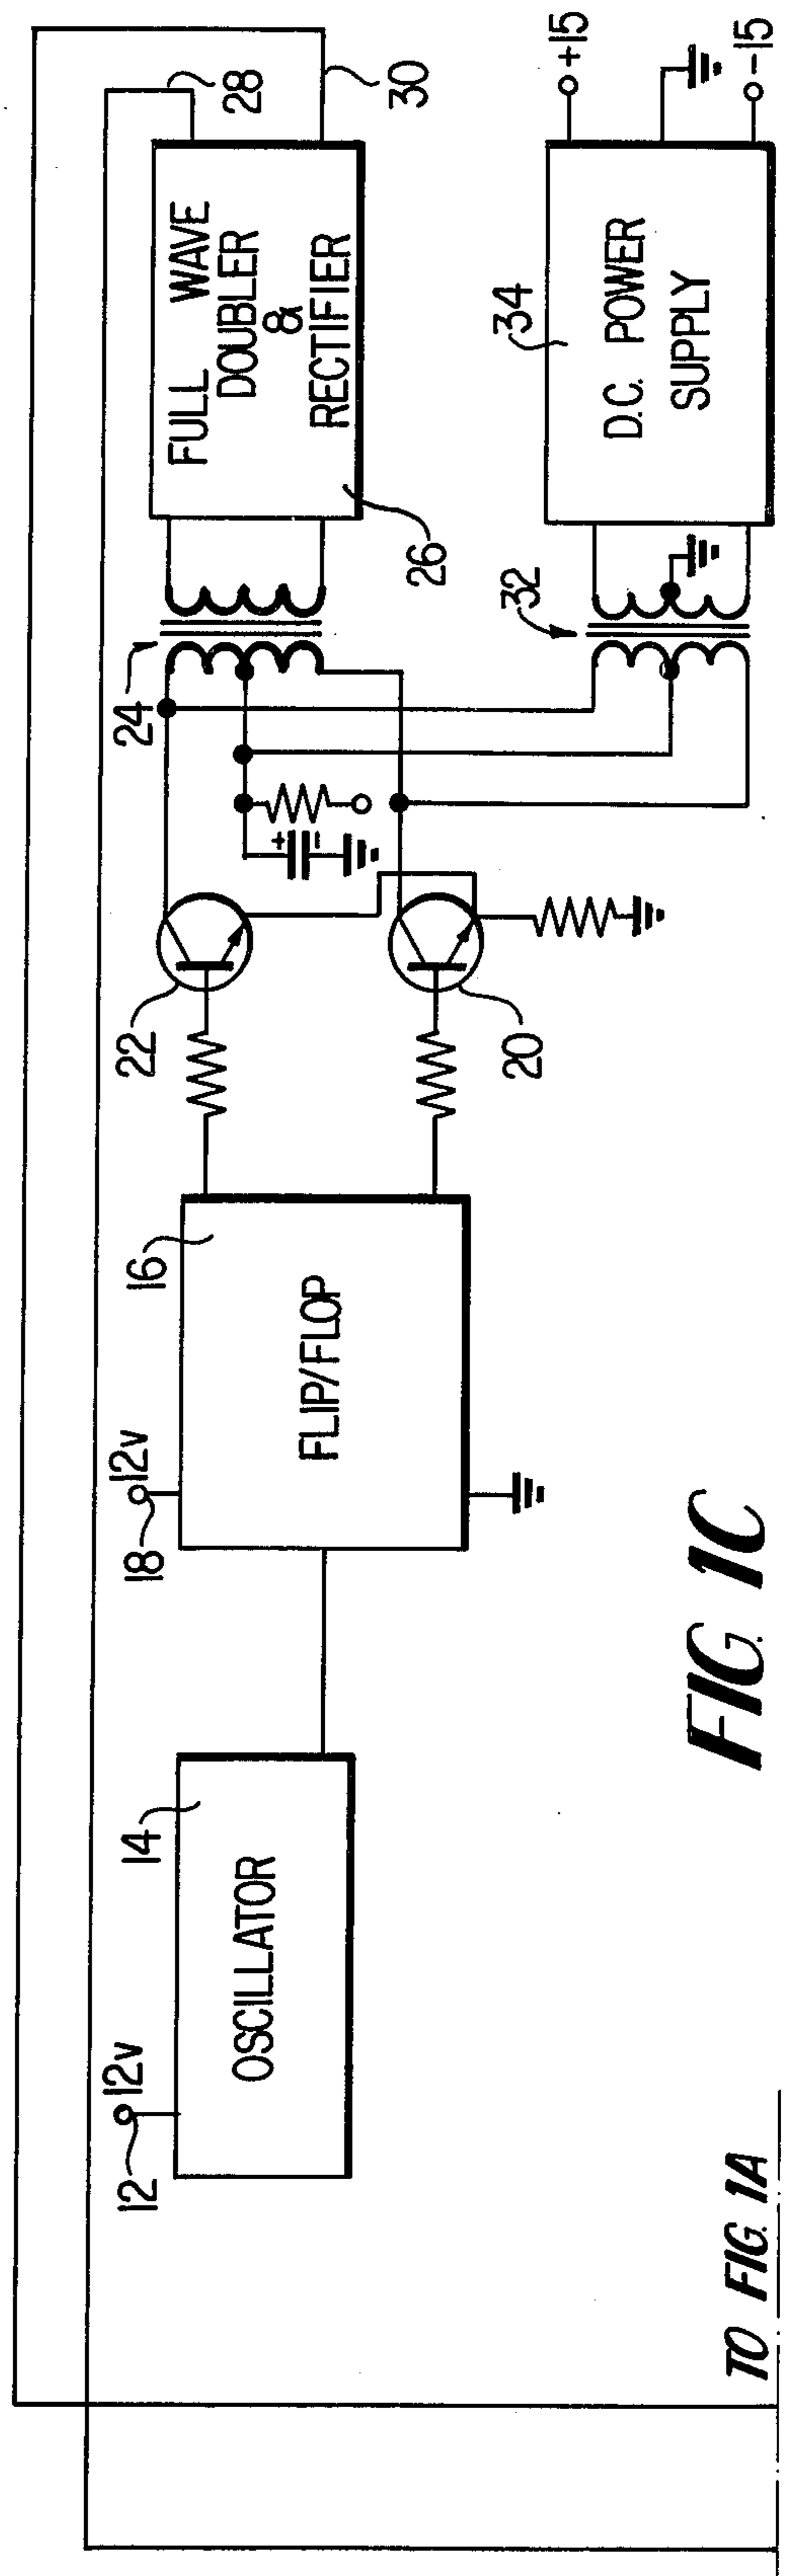 12
12v
14
OSCILLATOR
18
12v
16
FLIP/FLOP
22
20
24
+
-
FULL WAVE
DOUBLER
&
RECTIFIER
26
28
30
32
34
D.C. POWER
SUPPLY
+15
-15
TO FIG. 1A
FIG. 1C